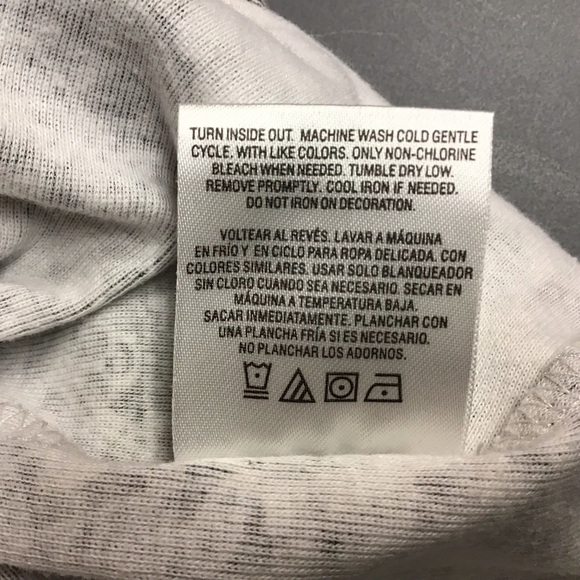 TURN INSIDE OUT. MACHINE WASH COLD GENTLE
CYCLE. WITH LIKE COLORS. ONLY NON-CHLORINE
BLEACH WHEN NEEDED. TUMBLE DRY LOW.
REMOVE PROMPTLY. COOL IRON IF NEEDED.
DO NOT IRON ON DECORATION.
VOLTEAR AL REVÉS. LAVAR A MÁQUINA
EN FRÍO Y EN CICLO PARA ROPA DELICADA. CON
COLORES SIMILARES. USAR SOLO BLANQUEADOR
SIN CLORO CUANDO SEA NECESARIO. SECAR EN
MÁQUINA A TEMPERATURA BAJA.
SACAR INMEDIATAMENTE. PLANCHAR CON
UNA PLANCHA FRÍA SI ES NECESARIO.
NO PLANCHAR LOS ADORNOS.